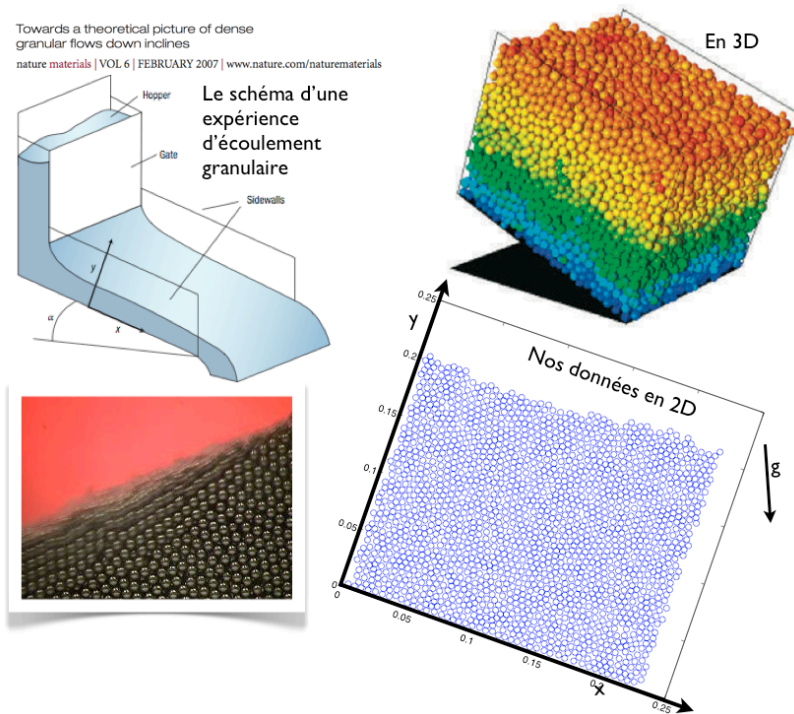 Towards a theoretical picture of dense
granular flows down inclines
nature materials | VOL 6 | FEBRUARY 2007 | www.nature.com/naturematerials
Hopper
Gate
Sidewalls
y
x
α
Le schéma d'une
expérience
d'écoulement
granulaire
En 3D
Nos données en 2D
g
y
0.25
0.2
0.15
0.1
0.05
0
0
0.05
0.1
0.15
0.2
0.25
x